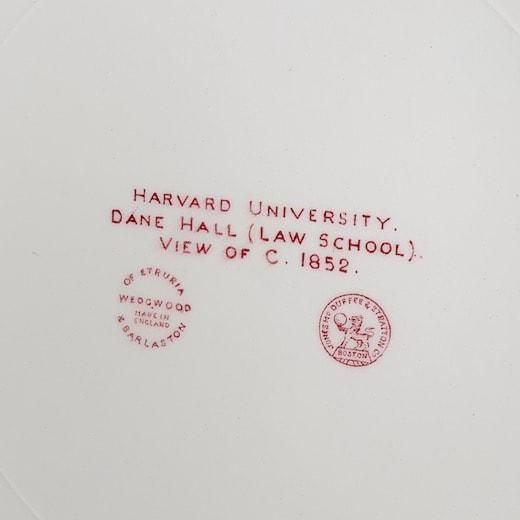 HARVARD UNIVERSITY.
DANE HALL (LAW SCHOOL).
VIEW OF C. 1852.
OF ETRURIA
WEDGWOOD
MADE IN
ENGLAND
& BARLASTON
JONES MCDUFFEE & STRATTON CO
BOSTON